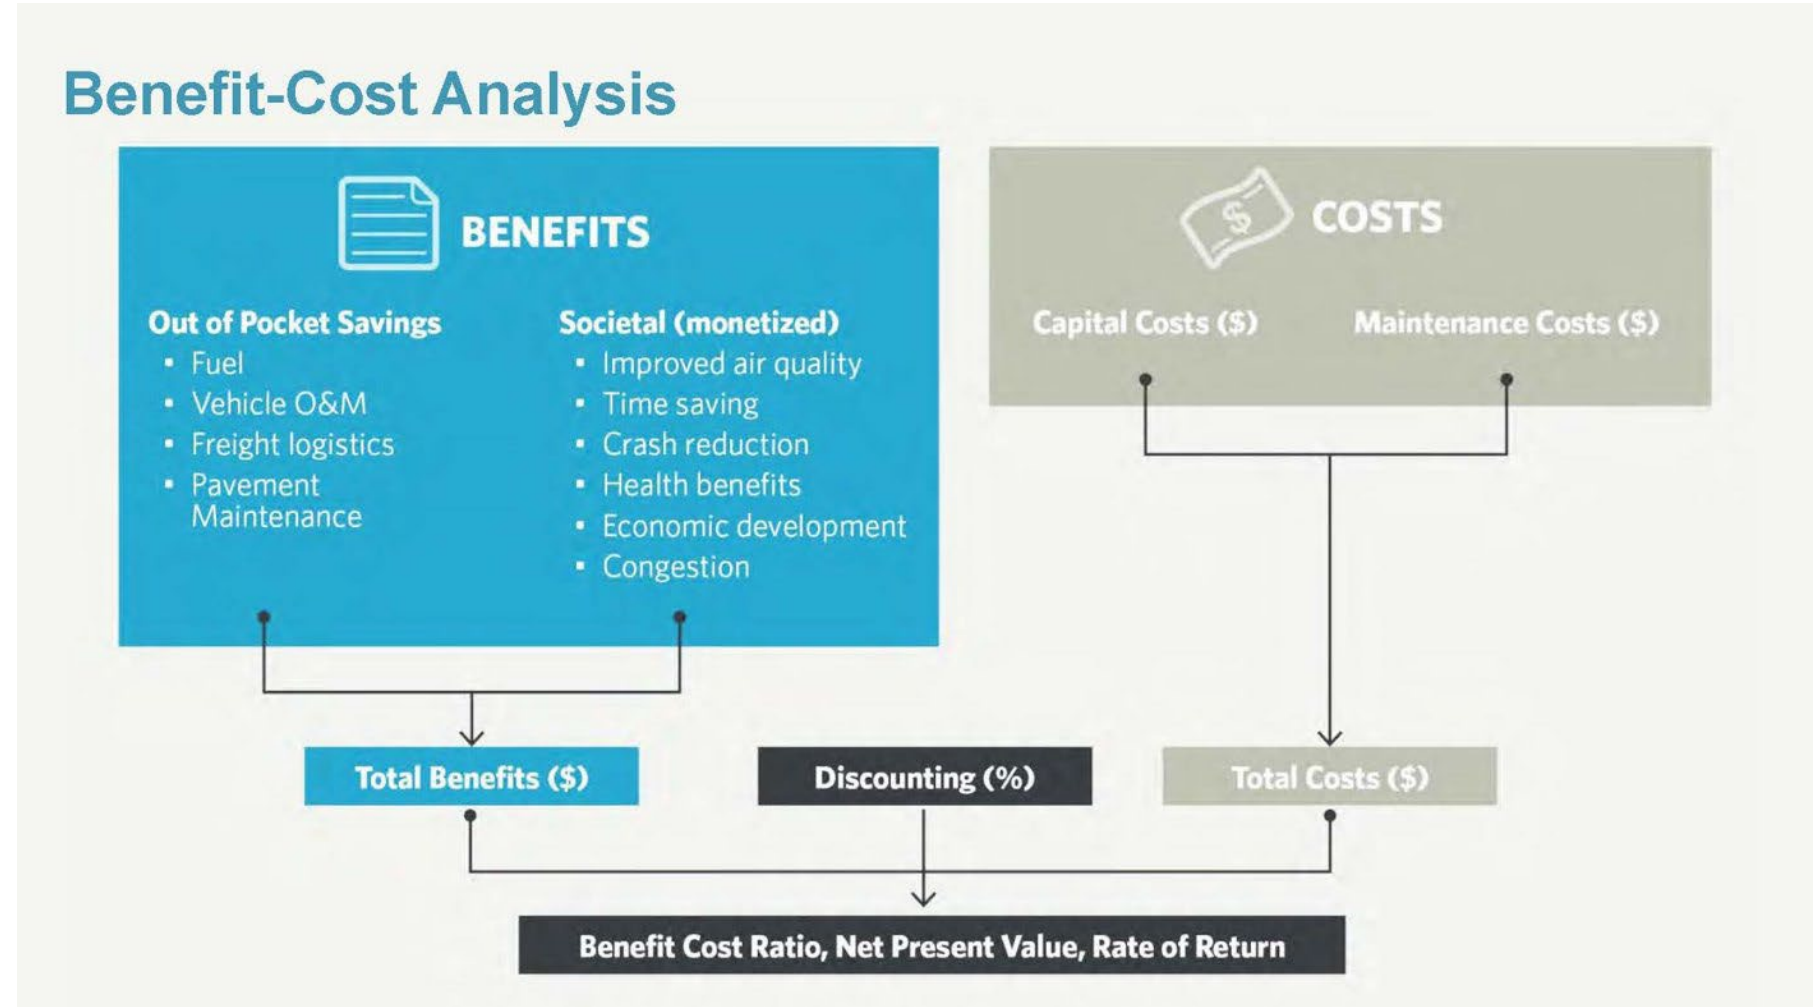 Benefit-Cost Analysis
BENEFITS
Out of Pocket Savings
▪ Fuel
▪ Vehicle O&M
▪ Freight logistics
▪ Pavement
Maintenance
Societal (monetized)
▪ Improved air quality
▪ Time saving
▪ Crash reduction
▪ Health benefits
▪ Economic development
▪ Congestion
$
COSTS
Capital Costs ($)
Maintenance Costs ($)
Total Benefits ($)
Discounting (%)
Total Costs ($)
Benefit Cost Ratio, Net Present Value, Rate of Return